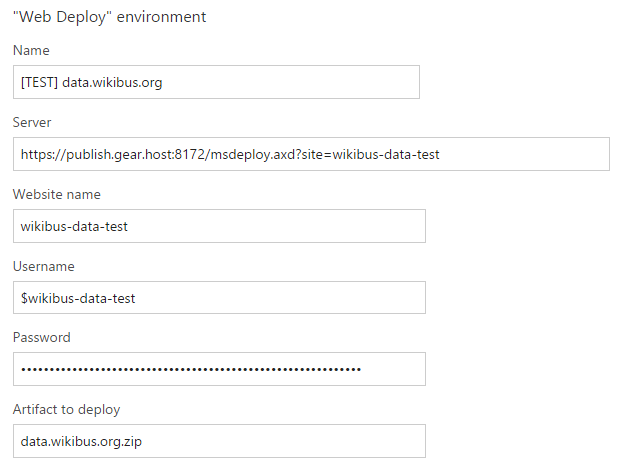 "Web Deploy" environment
Name
[TEST] data.wikibus.org
Server
https://publish.gear.host:8172/msdeploy.axd?site=wikibus-data-test
Website name
wikibus-data-test
Username
$wikibus-data-test
Password
••••••••••••••••••••••••••••••••••••••••••••••••••••••••••••
Artifact to deploy
data.wikibus.org.zip